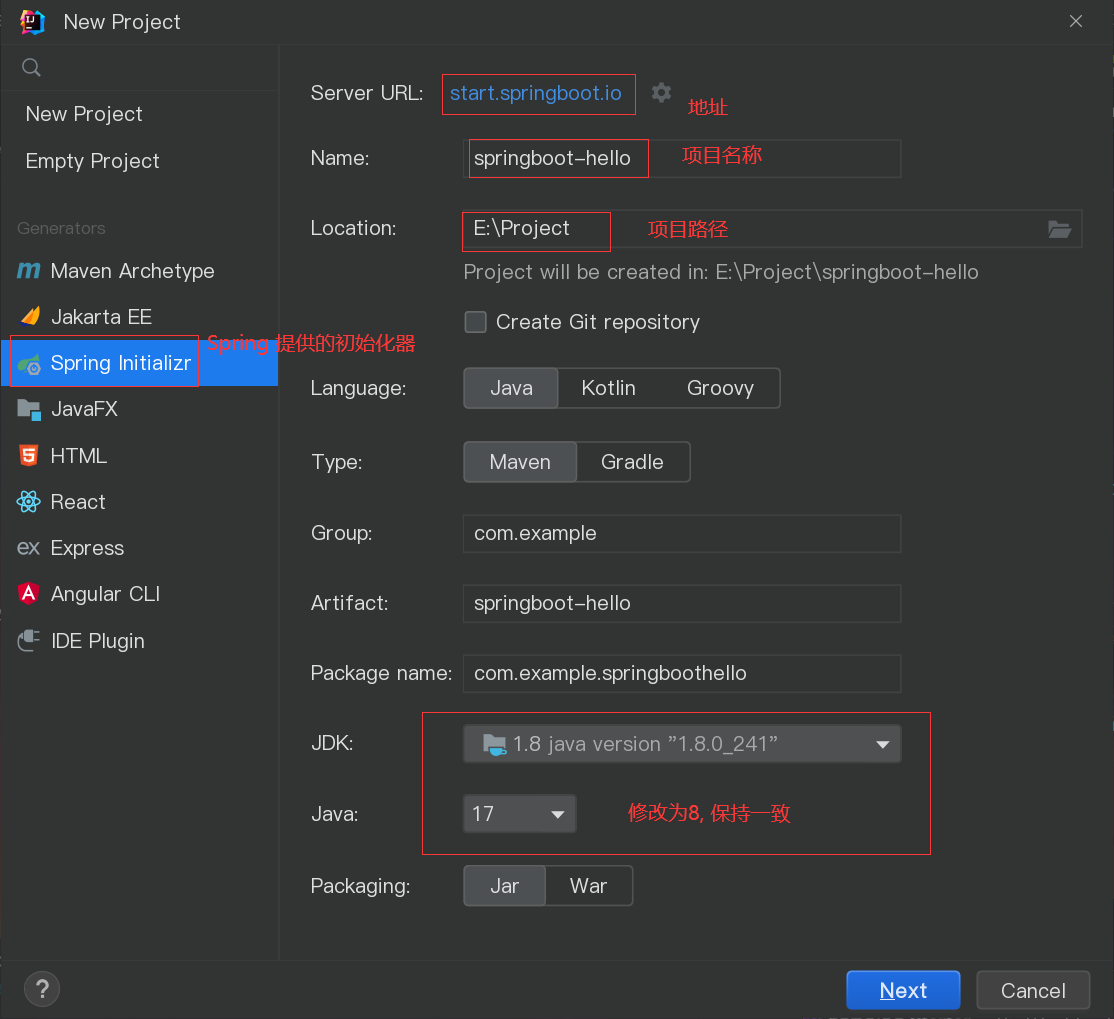 New Project
New Project
Empty Project
Generators
Maven Archetype
Jakarta EE
Spring Initializr
Spring 提供的初始化器
JavaFX
HTML
React
ex Express
Angular CLI
IDE Plugin
Server URL: start.springboot.io 地址
Name: springboot-hello 项目名称
Location: E:\Project 项目路径
Project will be created in: E:\Project\springboot-hello
Create Git repository
Language: Java Kotlin Groovy
Type: Maven Gradle
Group: com.example
Artifact: springboot-hello
Package name: com.example.springboothello
JDK: 1.8 java version "1.8.0_241"
Java: 17 修改为8, 保持一致
Packaging: Jar War
? Next Cancel